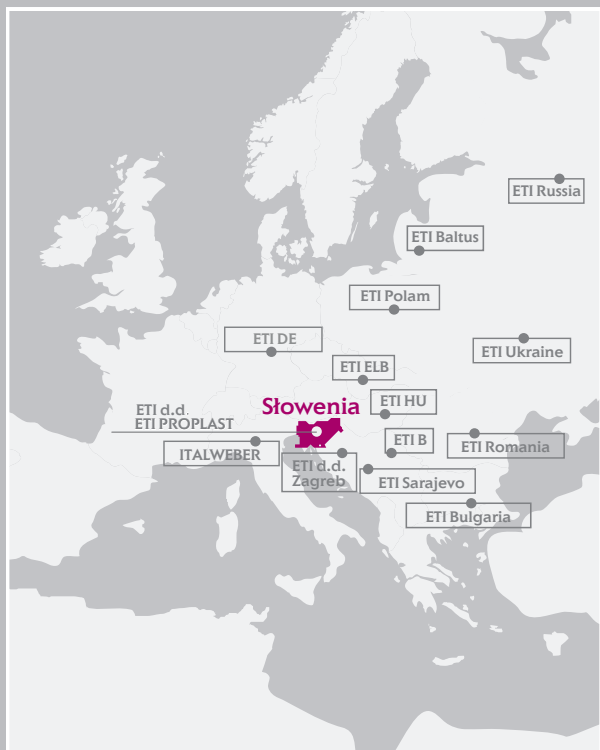 ETI Russia
ETI Baltus
ETI Polam
ETI DE
ETI Ukraine
ETI ELB
Słowenia
ETI HU
ETI d.d.
ETI PROPLAST
ETI B
ETI Romania
ITALWEBER
ETI d.d.
Zagreb
ETI Sarajevo
ETI Bulgaria